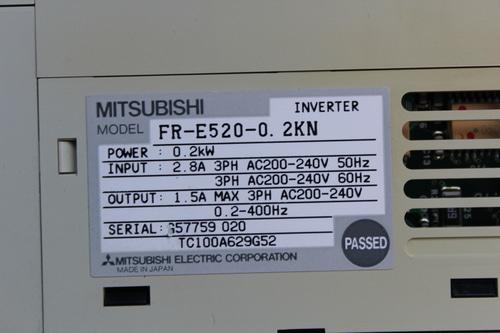 MITSUBISHI INVERTER
MODEL FR-E520-0.2KN
POWER : 0.2kW
INPUT : 2.8A 3PH AC200-240V 50Hz
3PH AC200-240V 60Hz
OUTPUT: 1.5A MAX 3PH AC200-240V
0.2-400Hz
SERIAL: G57759 020
TC100A629G52
PASSED
MITSUBISHI ELECTRIC CORPORATION
MADE IN JAPAN